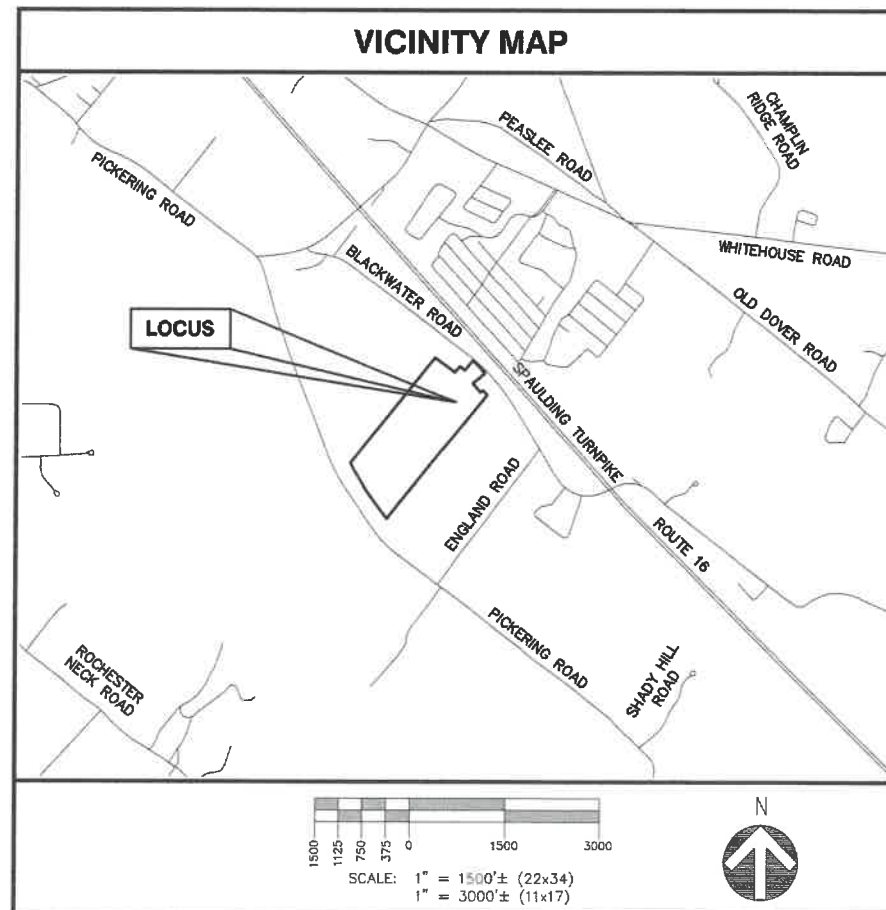 VICINITY MAP
CHAMPLIN
RIDGE ROAD
PEASLEE ROAD
PICKERING ROAD
WHITEHOUSE ROAD
BLACKWATER ROAD
OLD DOVER ROAD
LOCUS
SPAULDING TURNPIKE
ENGLAND ROAD
ROUTE 16
PICKERING ROAD
SHADY HILL
ROAD
ROCHESTER
NECK ROAD
1500 1125 750 375 0 1500 3000
N
SCALE: 1" = 1500'± (22x34)
1" = 3000'± (11x17)